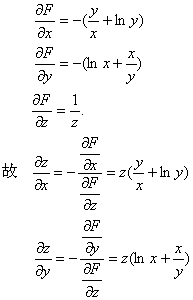 ∂F/∂x = −(y/x + ln y)
∂F/∂y = −(ln x + x/y)
∂F/∂z = 1/z.
故 ∂z/∂x = −(∂F/∂x)/(∂F/∂z) = z(y/x + ln y)
∂z/∂y = −(∂F/∂y)/(∂F/∂z) = z(ln x + x/y)